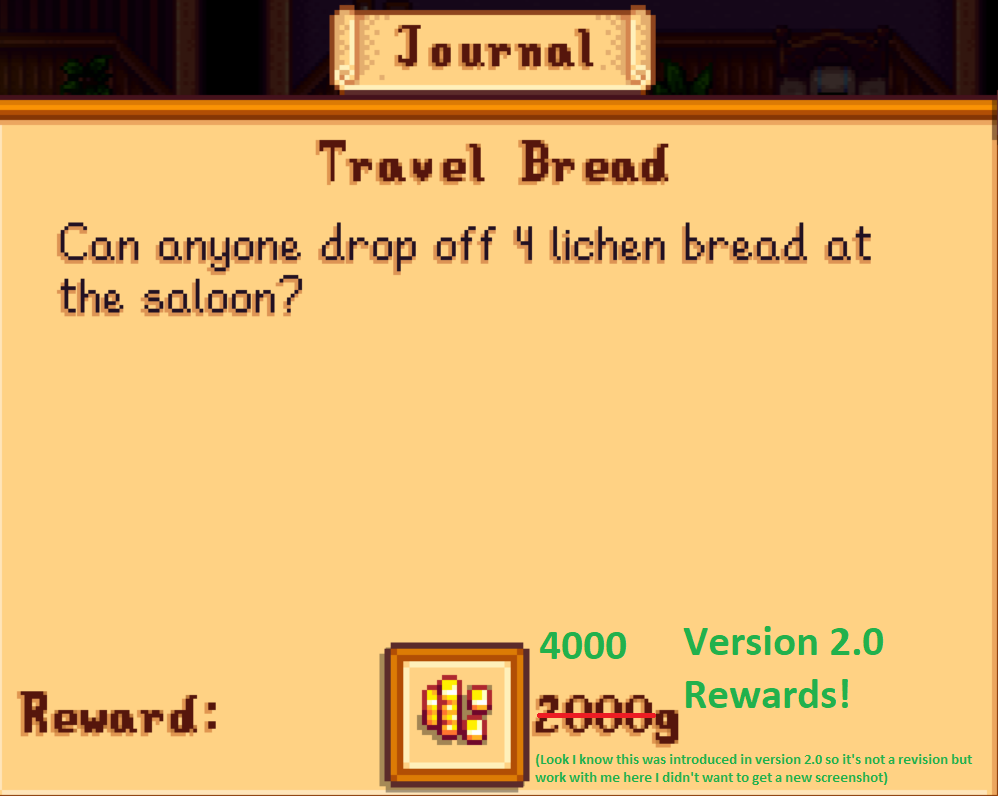 Journal
Travel Bread
Can anyone drop off 4 lichen bread at
the saloon?
4000
Version 2.0
Rewards!
Reward:
2000g
(Look I know this was introduced in version 2.0 so it's not a revision but
work with me here I didn't want to get a new screenshot)